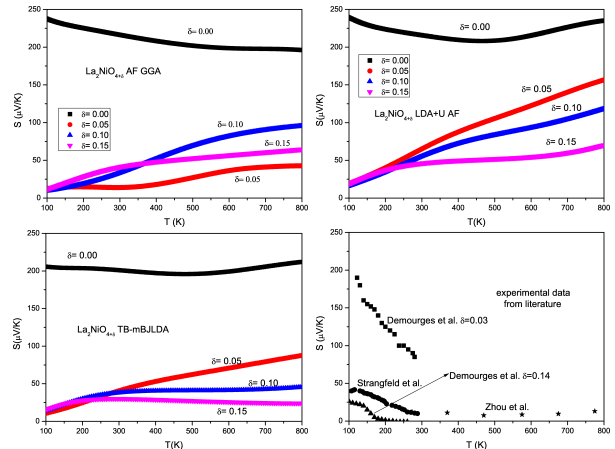 250
200
150
100
50
0
S (μV/K)
δ= 0.00
La2NiO4+δ AF GGA
δ= 0.00
δ= 0.05
δ= 0.10
δ= 0.15
δ= 0.10
δ= 0.15
δ= 0.05
100 200 300 400 500 600 700 800
T (K)
250
200
150
100
50
0
S(μV/K)
δ= 0.00
δ= 0.00
δ= 0.05
δ= 0.10
δ= 0.15
La2NiO4+δ LDA+U AF
δ= 0.05
δ= 0.10
δ= 0.15
100 200 300 400 500 600 700 800
T (K)
250
200
150
100
50
0
S(μV/K)
δ= 0.00
La2NiO4+δ TB-mBJLDA
δ= 0.05
δ= 0.10
δ= 0.15
100 200 300 400 500 600 700 800
T(K)
250
200
150
100
50
0
S(μV/K)
experimental data
from literature
Demourges et al. δ=0.03
Strangfeld et al.
Demourges et al. δ=0.14
Zhou et al.
100 200 300 400 500 600 700 800
T (K)